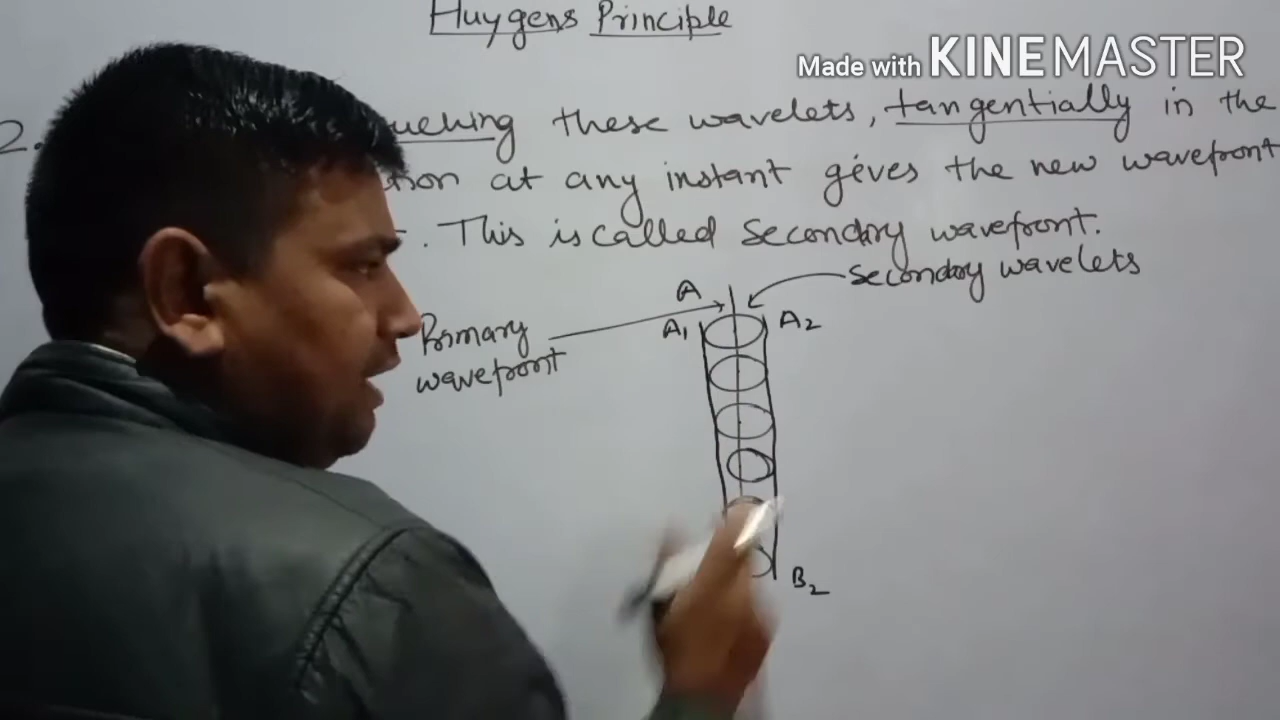 Huygens Principle
Made with KINEMASTER
2. these wavelets, tangentially in the
at any instant gives the new wavefront
. This is called Secondary wavefront.
Secondary wavelets
A
A1 A2
Primary
wavefront
B2